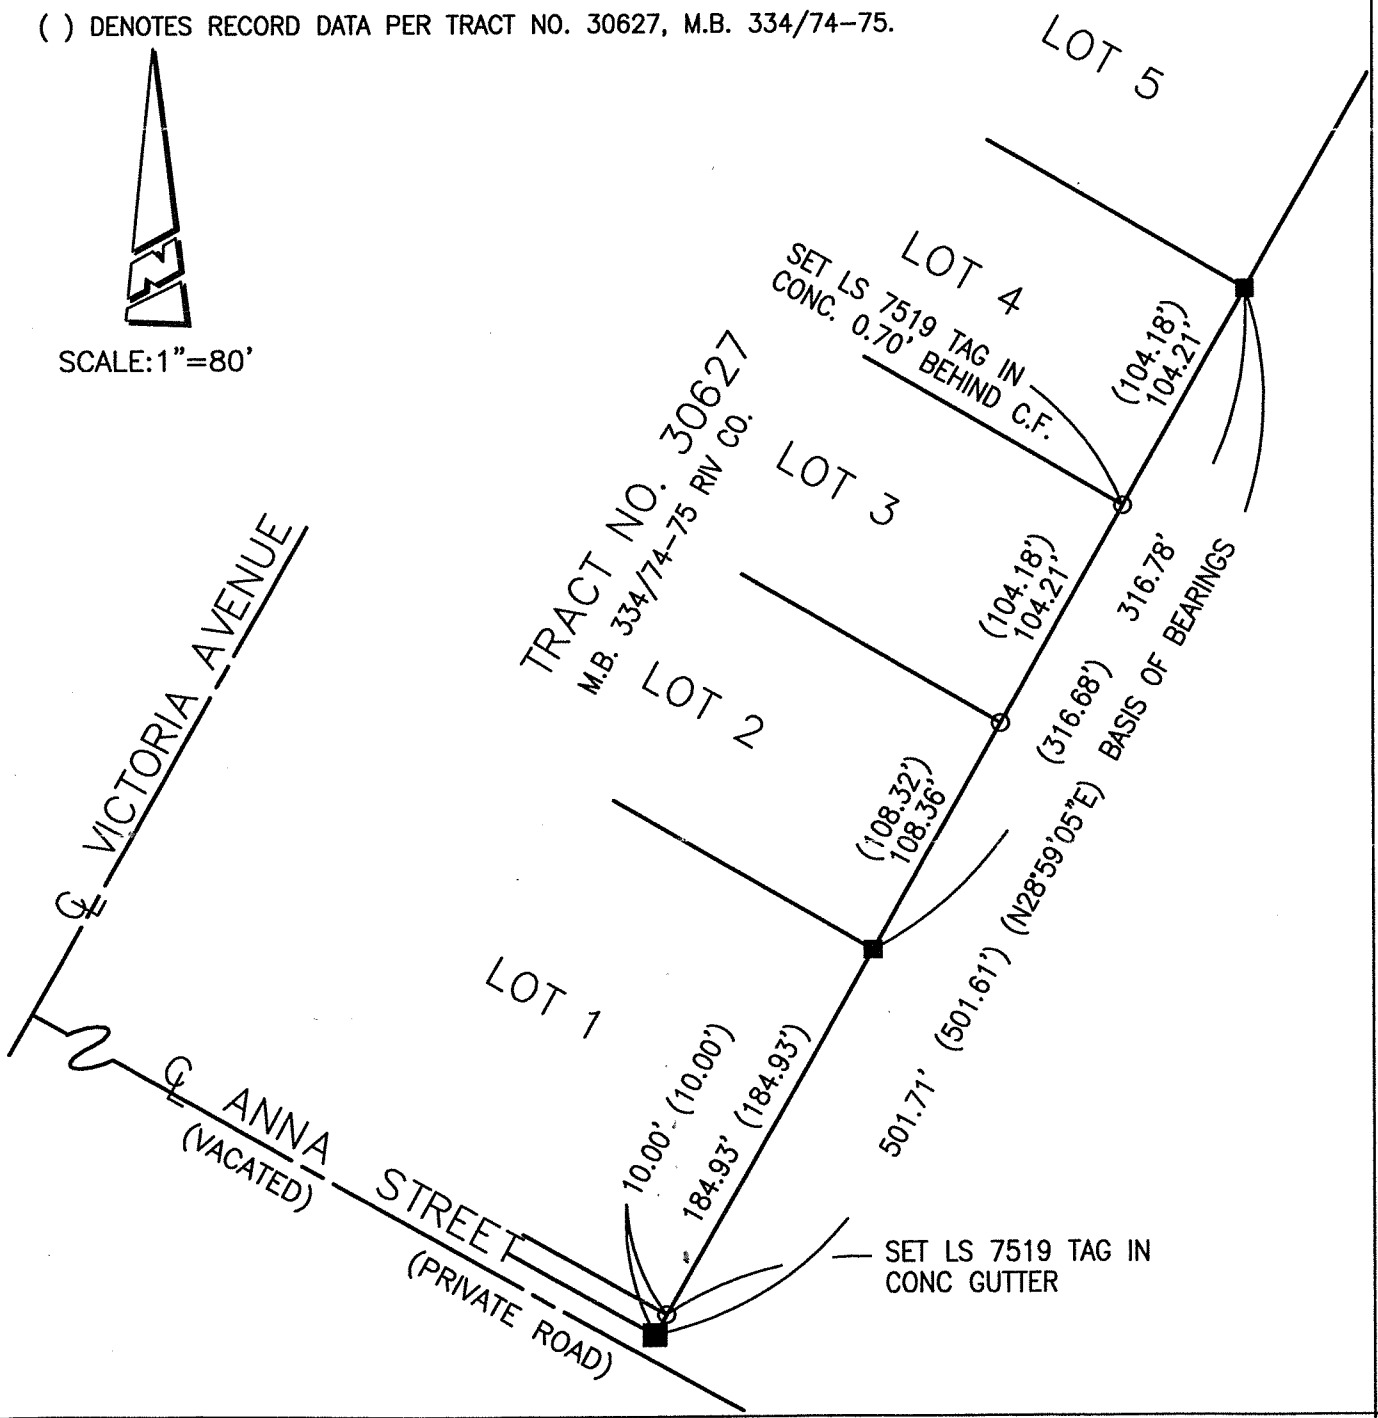 ( ) DENOTES RECORD DATA PER TRACT NO. 30627, M.B. 334/74-75.
N
SCALE:1"=80'
LOT 5
LOT 4
SET LS 7519 TAG IN
CONC. 0.70' BEHIND C.F.
(104.18')
104.21'
TRACT NO. 30627
M.B. 334/74-75 RIV CO.
LOT 3
(104.18')
104.21'
316.78'
(316.68')
LOT 2
(108.32')
108.36'
℄ VICTORIA AVENUE
501.71' (501.61') (N28°59'05"E) BASIS OF BEARINGS
LOT 1
10.00' (10.00')
184.93' (184.93')
℄ ANNA STREET
(VACATED)
(PRIVATE ROAD)
SET LS 7519 TAG IN
CONC GUTTER